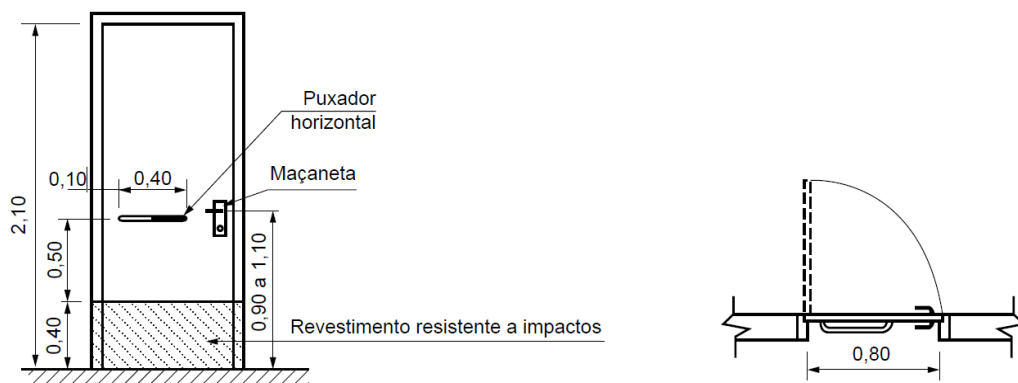 Puxador
horizontal
Maçaneta
0,10
0,40
2,10
0,50
0,90 a 1,10
0,40
Revestimento resistente a impactos
0,80